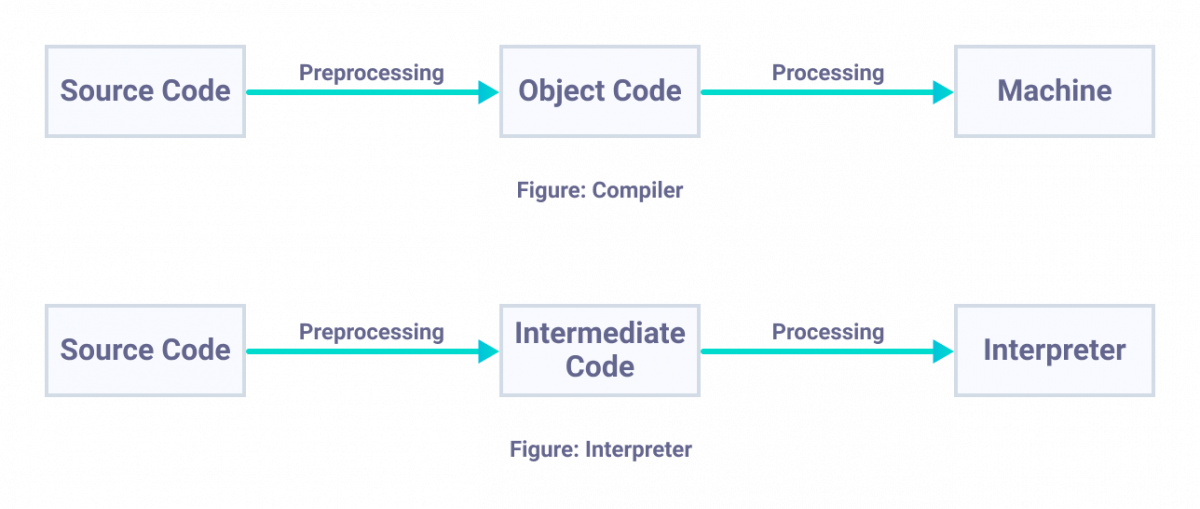 Source Code
Preprocessing
Object Code
Processing
Machine
Figure: Compiler
Source Code
Preprocessing
Intermediate
Code
Processing
Interpreter
Figure: Interpreter